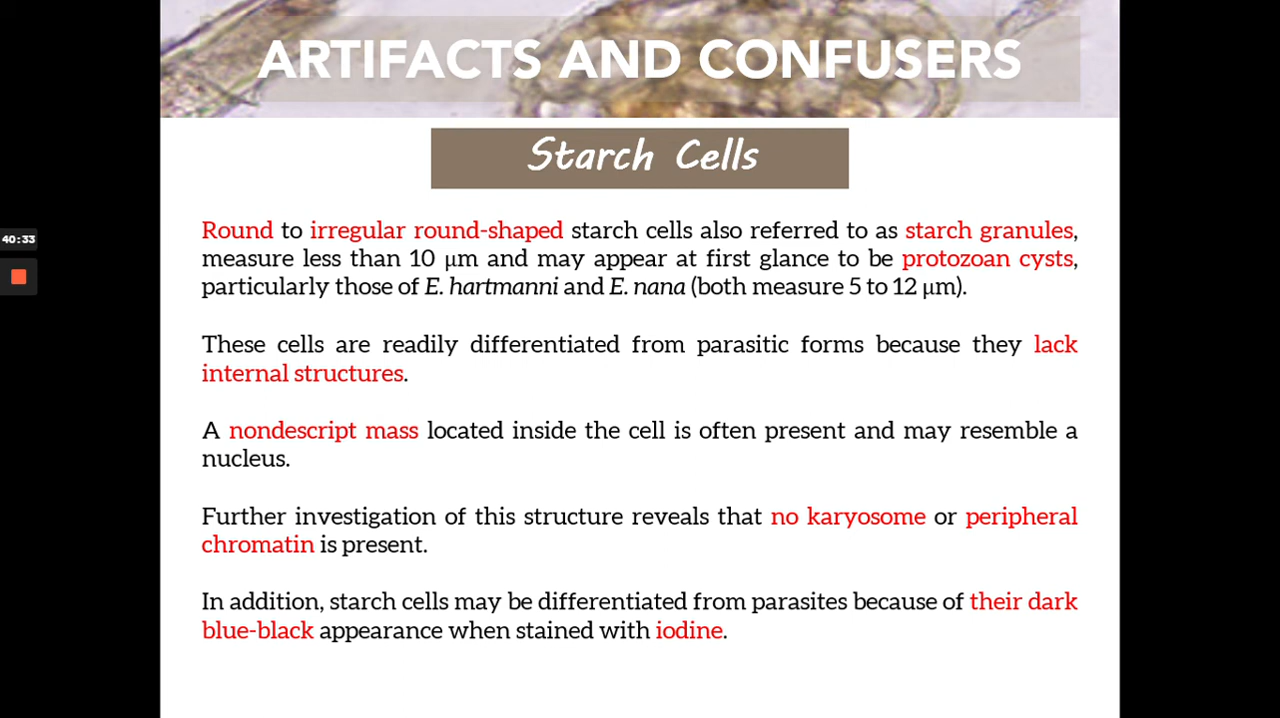 ARTIFACTS AND CONFUSERS
Starch Cells
40:33
Round to irregular round-shaped starch cells also referred to as starch granules,
measure less than 10 μm and may appear at first glance to be protozoan cysts,
particularly those of E. hartmanni and E. nana (both measure 5 to 12 μm).
These cells are readily differentiated from parasitic forms because they lack
internal structures.
A nondescript mass located inside the cell is often present and may resemble a
nucleus.
Further investigation of this structure reveals that no karyosome or peripheral
chromatin is present.
In addition, starch cells may be differentiated from parasites because of their dark
blue-black appearance when stained with iodine.